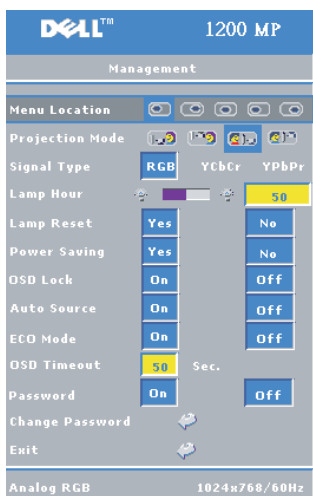 DELL™ 1200 MP
Management
Menu Location
Projection Mode
Signal Type RGB YCbCr YPbPr
Lamp Hour 50
Lamp Reset Yes No
Power Saving Yes No
OSD Lock On Off
Auto Source On Off
ECO Mode On Off
OSD Timeout 50 Sec.
Password On Off
Change Password
Exit
Analog RGB 1024x768/60Hz